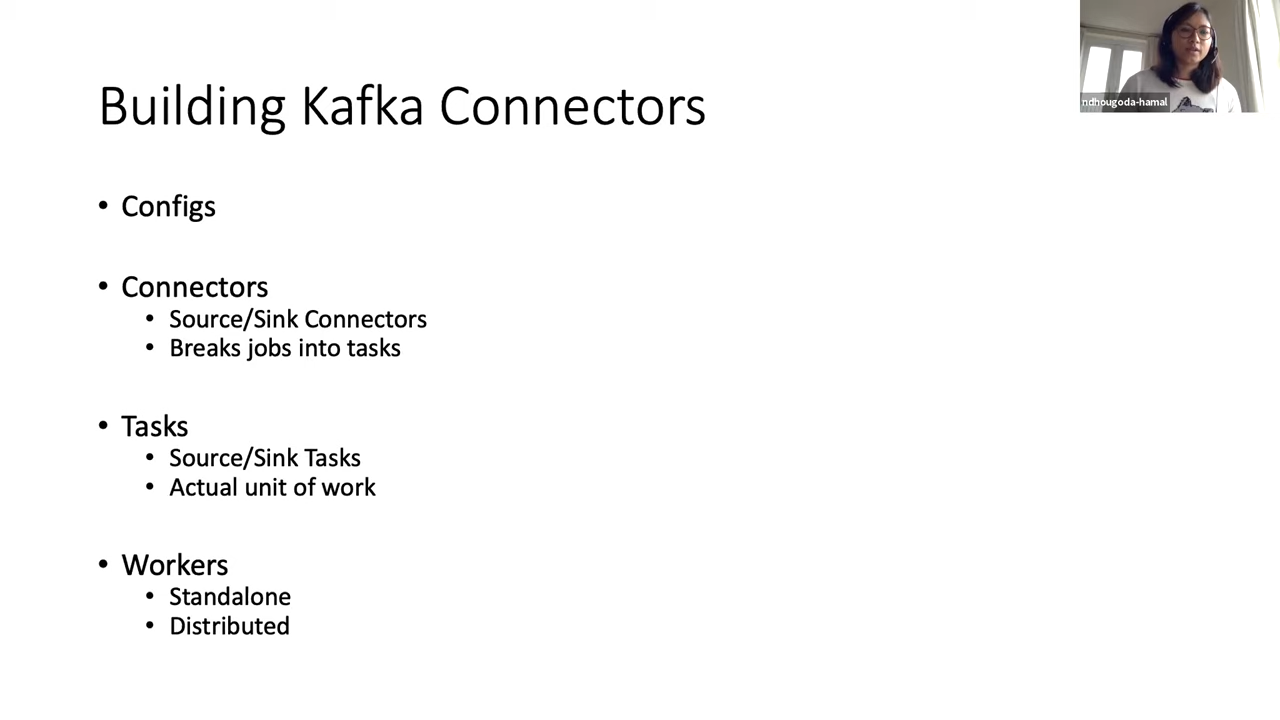 Building Kafka Connectors
ndhougoda-hamal
• Configs
• Connectors
• Source/Sink Connectors
• Breaks jobs into tasks
• Tasks
• Source/Sink Tasks
• Actual unit of work
• Workers
• Standalone
• Distributed